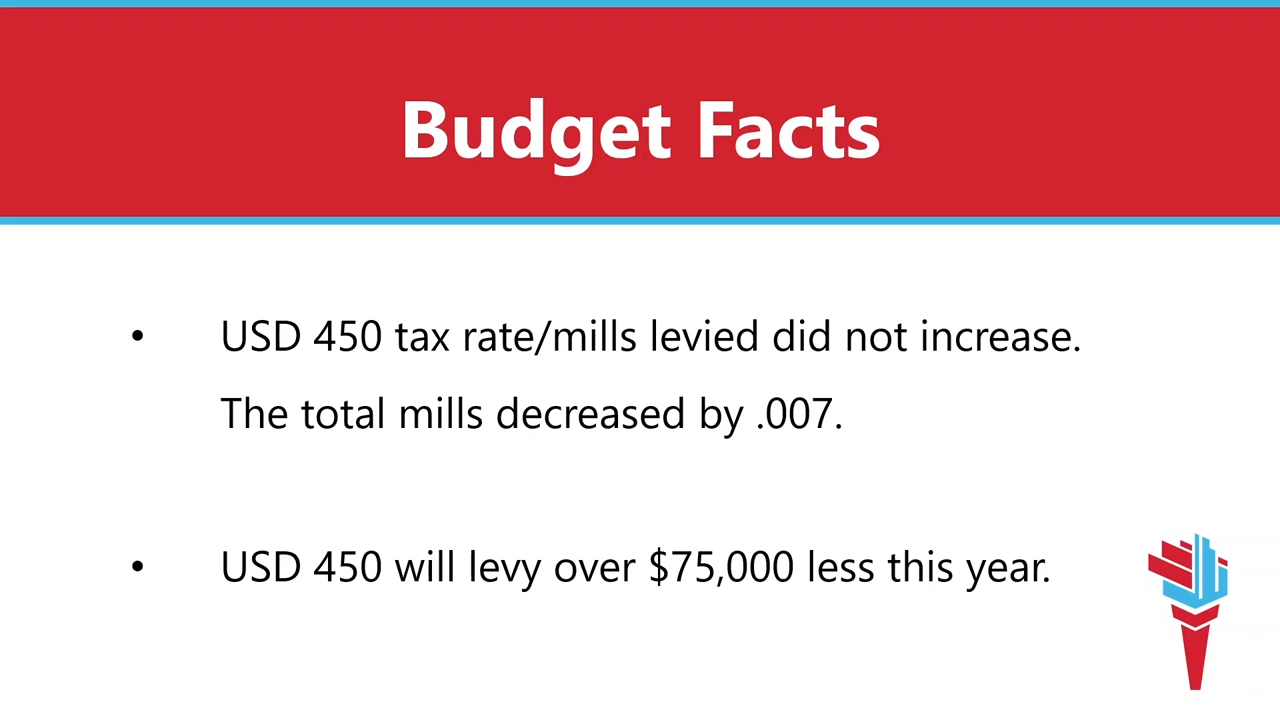 Budget Facts
• USD 450 tax rate/mills levied did not increase.
The total mills decreased by .007.
• USD 450 will levy over $75,000 less this year.